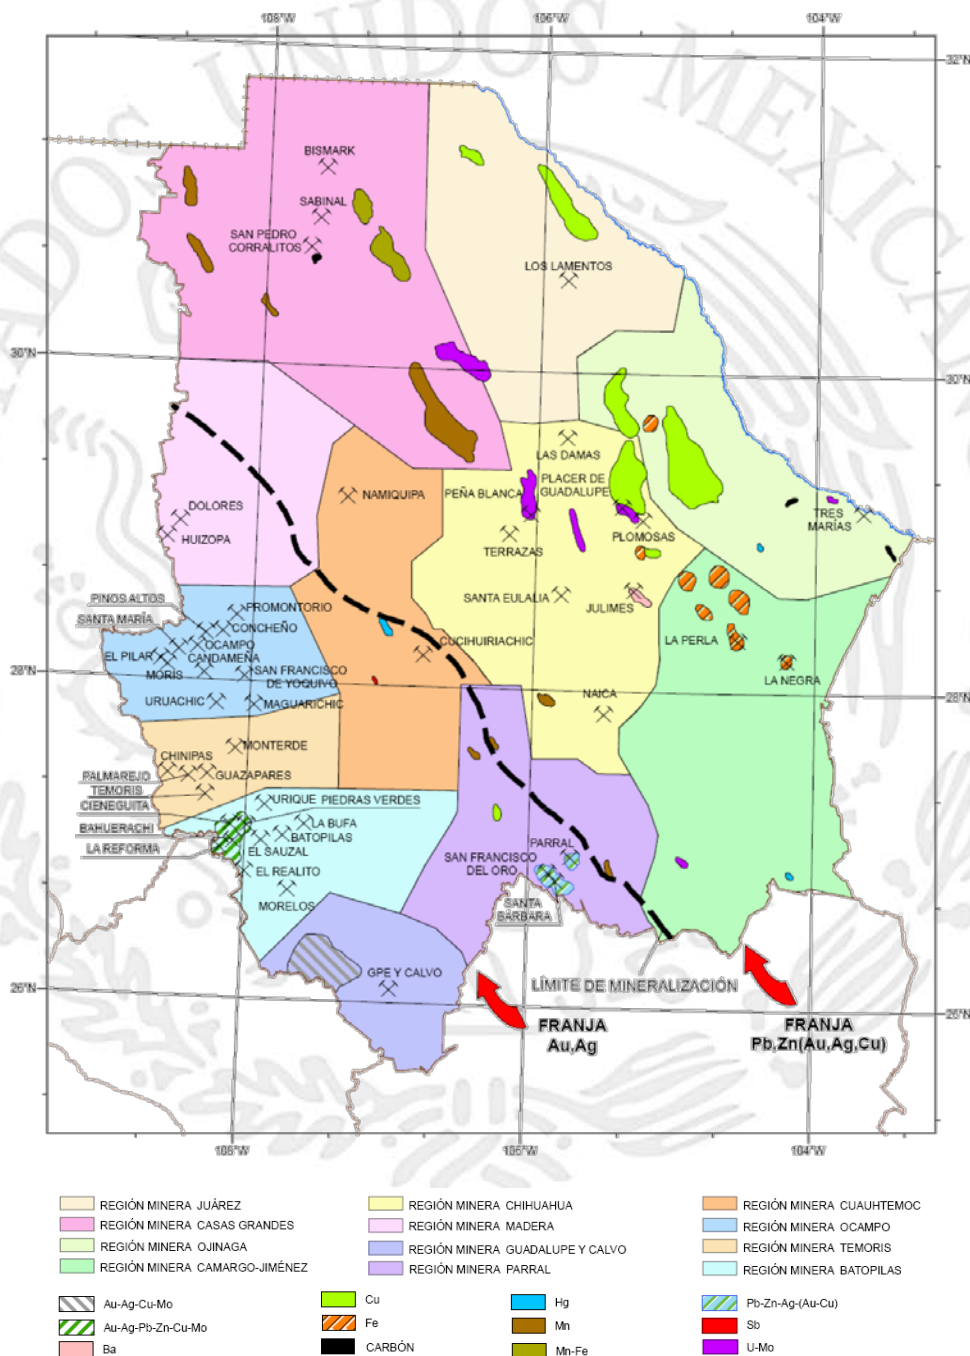 ESTADOS UNIDOS MEXICANOS
108°W
106°W
104°W
32°N
BISMARK
SABINAL
SAN PEDRO
CORRALITOS
LOS LAMENTOS
30°N
30°N
LAS DAMAS
PEÑA BLANCA
PLACER DE
GUADALUPE
NAMIQUIPA
DOLORES
HUIZOPA
TERRAZAS
PLOMOSAS
TRES
MARÍAS
PINOS ALTOS
SANTA MARÍA
PROMONTORIO
CONCHEÑO
SANTA EULALIA
JULIMES
EL PILAR
OCAMPO
CANDAMEÑA
MORIS
SAN FRANCISCO
DE YOQUIVO
CUCIHUIRIACHIC
LA PERLA
LA NEGRA
28°N
28°N
URUACHIC
MAGUARICHIC
NAICA
CHINIPAS
MONTERDE
PALMAREJO
GUAZAPARES
TEMORIS
CIENEGUITA
URIQUE
PIEDRAS VERDES
BAHUERACHI
LA BUFA
BATOPILAS
LA REFORMA
EL SAUZAL
PARRAL
SAN FRANCISCO
DEL ORO
EL REALITO
MORELOS
SANTA
BÁRBARA
GPE Y CALVO
26°N
LÍMITE DE MINERALIZACIÓN
26°N
FRANJA
Au,Ag
FRANJA
Pb,Zn(Au,Ag,Cu)
106°W
105°W
104°W
REGIÓN MINERA JUÁREZ
REGIÓN MINERA CHIHUAHUA
REGIÓN MINERA CUAUHTEMOC
REGIÓN MINERA CASAS GRANDES
REGIÓN MINERA MADERA
REGIÓN MINERA OCAMPO
REGIÓN MINERA OJINAGA
REGIÓN MINERA GUADALUPE Y CALVO
REGIÓN MINERA TEMORIS
REGIÓN MINERA CAMARGO-JIMÉNEZ
REGIÓN MINERA PARRAL
REGIÓN MINERA BATOPILAS
Au-Ag-Cu-Mo
Cu
Hg
Pb-Zn-Ag-(Au-Cu)
Au-Ag-Pb-Zn-Cu-Mo
Fe
Mn
Sb
Ba
CARBÓN
Mn-Fe
U-Mo